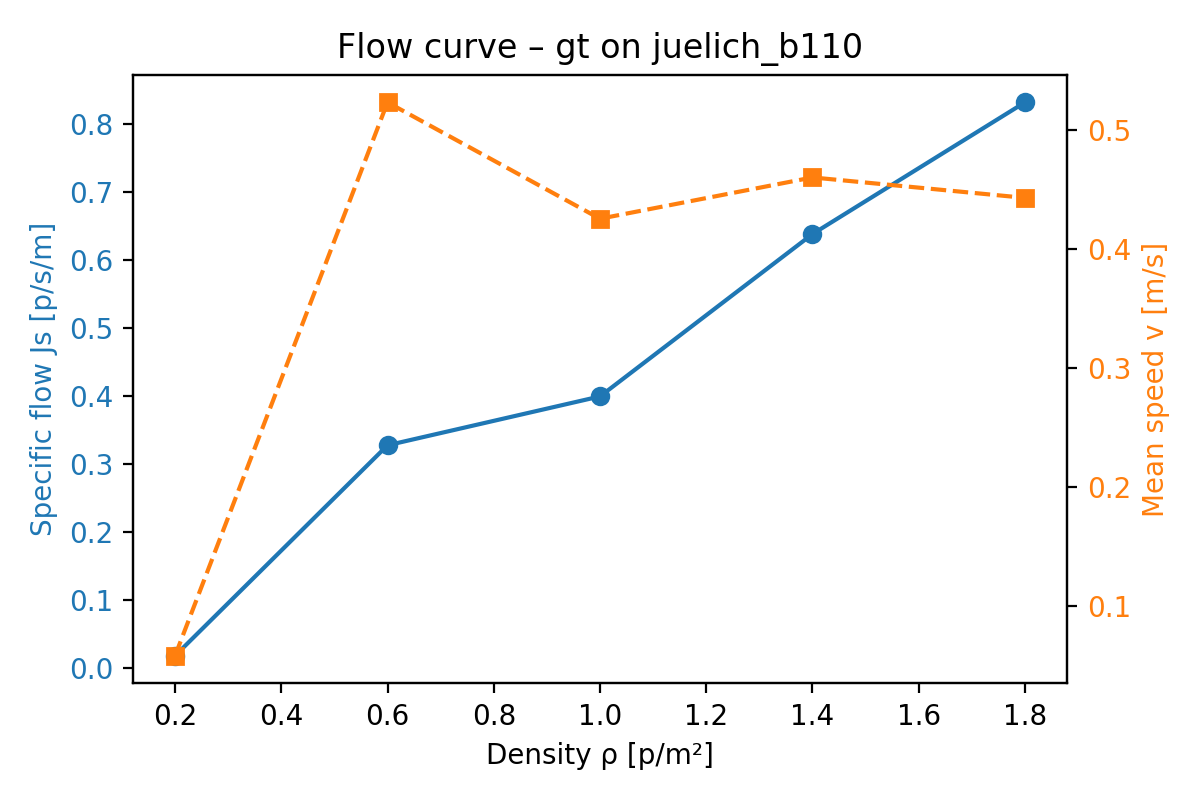 Flow curve – gt on juelich_b110
Specific flow Js [p/s/m]
0.8
0.7
0.6
0.5
0.4
0.3
0.2
0.1
0.0
0.5
0.4
0.3
0.2
0.1
Mean speed v [m/s]
0.2 0.4 0.6 0.8 1.0 1.2 1.4 1.6 1.8
Density ρ [p/m²]